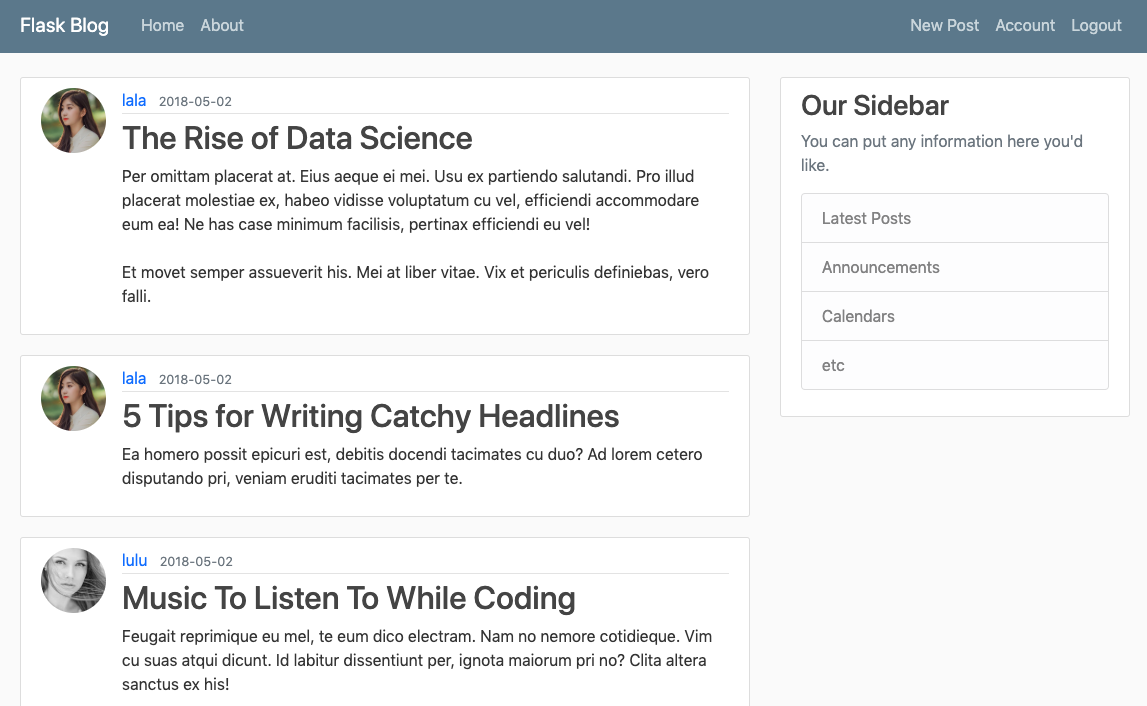 Flask Blog Home About New Post Account Logout
lala 2018-05-02
The Rise of Data Science
Per omittam placerat at. Eius aeque ei mei. Usu ex partiendo salutandi. Pro illud
placerat molestiae ex, habeo vidisse voluptatum cu vel, efficiendi accommodare
eum ea! Ne has case minimum facilisis, pertinax efficiendi eu vel!
Et movet semper assueverit his. Mei at liber vitae. Vix et periculis definiebas, vero
falli.
lala 2018-05-02
5 Tips for Writing Catchy Headlines
Ea homero possit epicuri est, debitis docendi tacimates cu duo? Ad lorem cetero
disputando pri, veniam eruditi tacimates per te.
lulu 2018-05-02
Music To Listen To While Coding
Feugait reprimique eu mel, te eum dico electram. Nam no nemore cotidieque. Vim
cu suas atqui dicunt. Id labitur dissentiunt per, ignota maiorum pri no? Clita altera
sanctus ex his!
Our Sidebar
You can put any information here you'd
like.
Latest Posts
Announcements
Calendars
etc